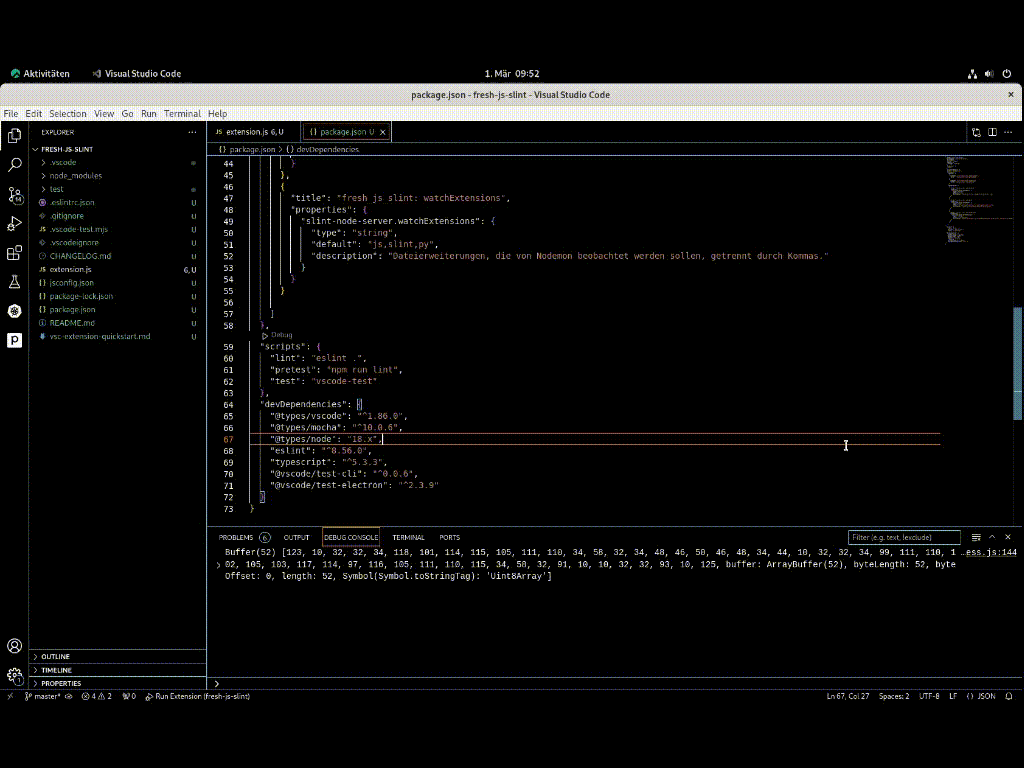 Aktivitäten Visual Studio Code 1. Mär 09:52
package.json - fresh-js-slint - Visual Studio Code
File Edit Selection View Go Run Terminal Help
EXPLORER
FRESH-JS-SLINT
.vscode
node_modules
test
.eslintrc.json U
.gitignore U
.vscode-test.mjs U
.vscodeignore U
CHANGELOG.md U
extension.js 6, U
jsconfig.json U
package-lock.json U
package.json U
README.md U
vsc-extension-quickstart.md U
OUTLINE
TIMELINE
PROPERTIES
extension.js 6, U {} package.json U
{} package.json > {} devDependencies
44 }
45 },
46 {
47 "title": "fresh js slint: watchExtensions",
48 "properties": {
49 "slint-node-server.watchExtensions": {
50 "type": "string",
51 "default": "js,slint,py",
52 "description": "Dateierweiterungen, die von Nodemon beobachtet werden sollen, getrennt durch Kommas."
53 }
54 }
55 }
56
57 ]
58 },
Debug
59 "scripts": {
60 "lint": "eslint .",
61 "pretest": "npm run lint",
62 "test": "vscode-test"
63 },
64 "devDependencies": {
65 "@types/vscode": "^1.86.0",
66 "@types/mocha": "^10.0.6",
67 "@types/node": "18.x",
68 "eslint": "^8.56.0",
69 "typescript": "^5.3.3",
70 "@vscode/test-cli": "^0.0.6",
71 "@vscode/test-electron": "^2.3.9"
72 }
73 }
PROBLEMS 6 OUTPUT DEBUG CONSOLE TERMINAL PORTS Filter (e.g. text, !exclude)
Buffer(52) [123, 10, 32, 32, 34, 118, 101, 114, 115, 105, 111, 110, 34, 58, 32, 34, 48, 46, 50, 46, 48, 34, 44, 10, 32, 32, 34, 99, 111, 110, 1 …ess.js:144
02, 105, 103, 117, 114, 97, 116, 105, 111, 110, 115, 34, 58, 32, 91, 10, 10, 32, 32, 93, 10, 125, buffer: ArrayBuffer(52), byteLength: 52, byte
Offset: 0, length: 52, Symbol(Symbol.toStringTag): 'Uint8Array']
master* 4 2 0 Run Extension (fresh-js-slint) Ln 67, Col 27 Spaces: 2 UTF-8 LF {} JSON